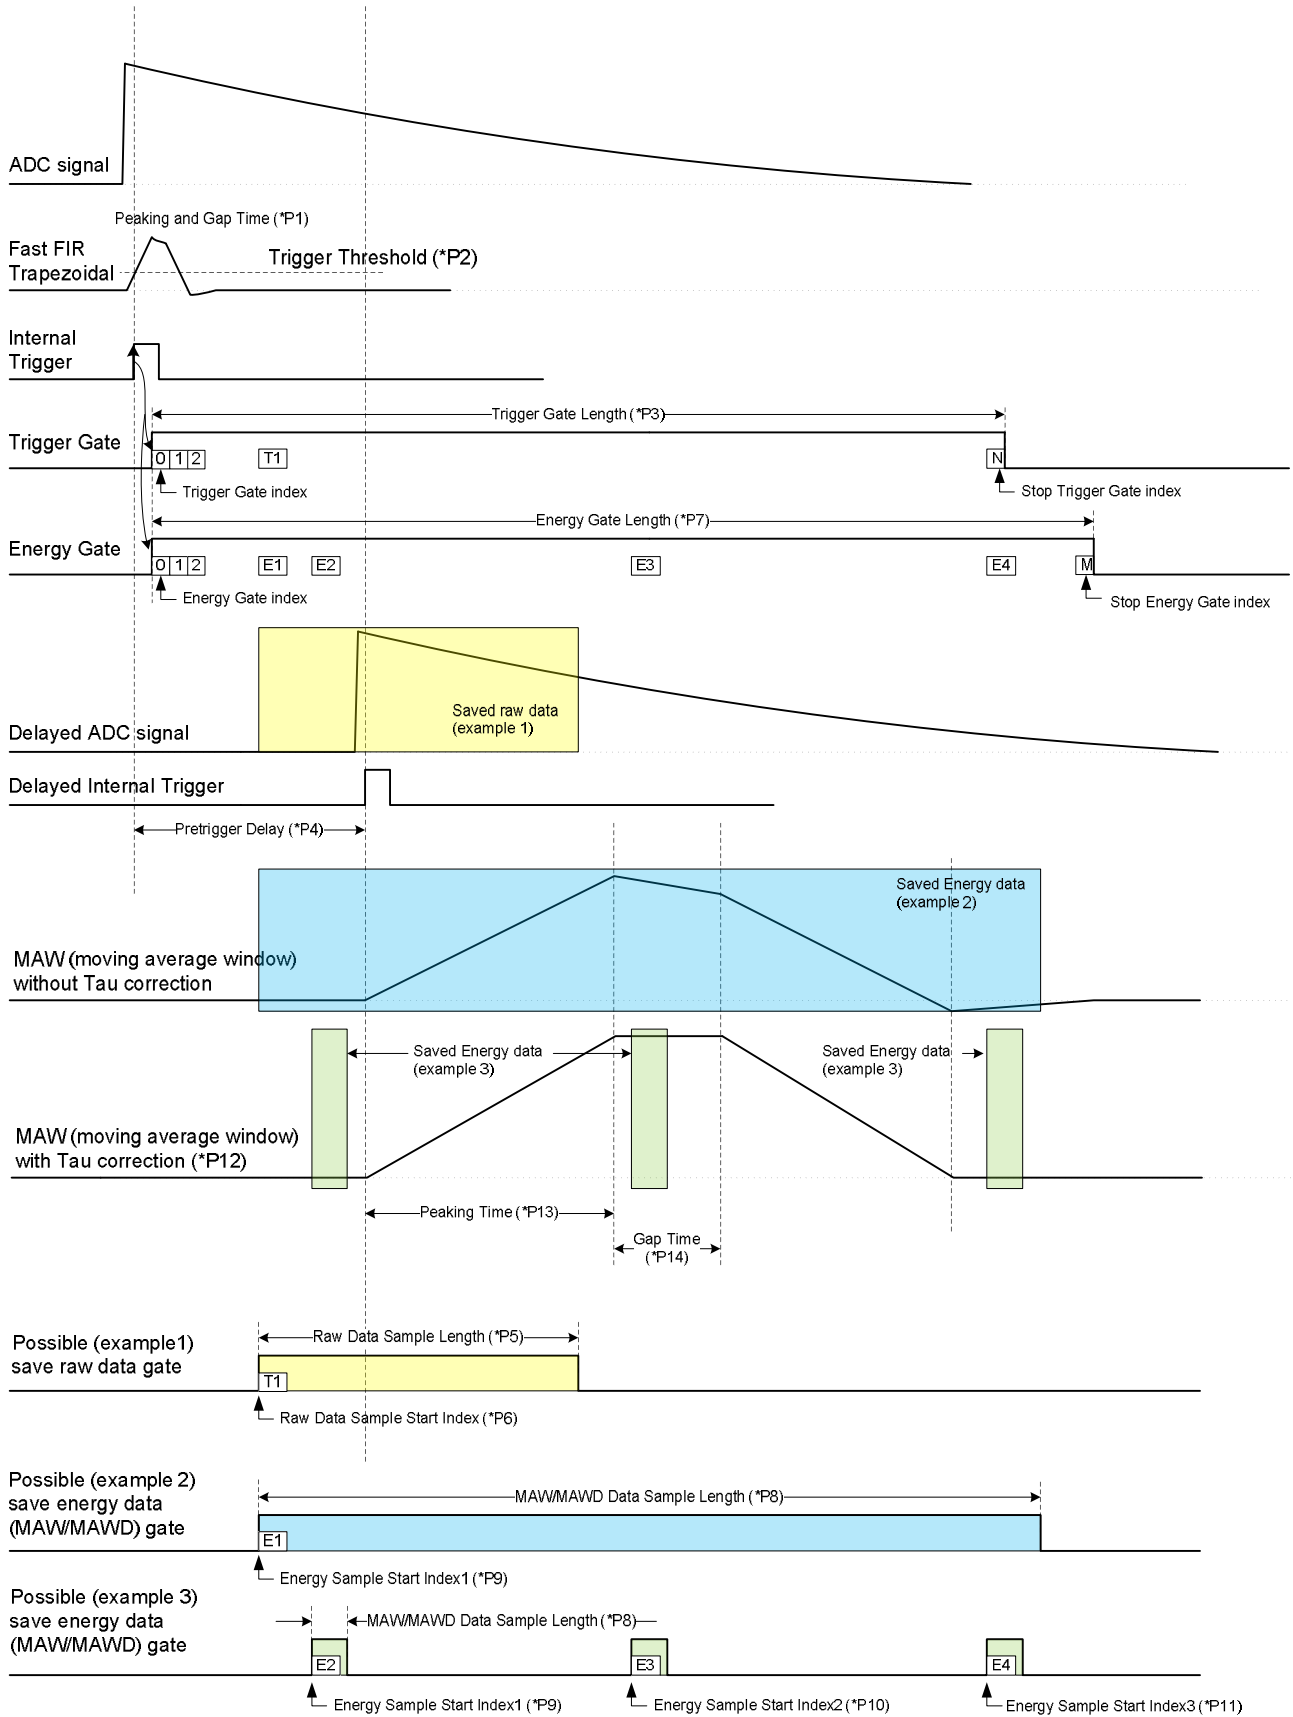 ADC signal
Peaking and Gap Time (*P1)
Fast FIR
Trapezoidal
Trigger Threshold (*P2)
Internal
Trigger
Trigger Gate Length (*P3)
Trigger Gate
0 1 2
T1
N
Trigger Gate index
Stop Trigger Gate index
Energy Gate Length (*P7)
Energy Gate
0 1 2
E1
E2
E3
E4
M
Energy Gate index
Stop Energy Gate index
Saved raw data
(example 1)
Delayed ADC signal
Delayed Internal Trigger
Pretrigger Delay (*P4)
Saved Energy data
(example 2)
MAW (moving average window)
without Tau correction
Saved Energy data
(example 3)
Saved Energy data
(example 3)
MAW (moving average window)
with Tau correction (*P12)
Peaking Time (*P13)
Gap Time
(*P14)
Raw Data Sample Length (*P5)
Possible (example1)
save raw data gate
T1
Raw Data Sample Start Index (*P6)
Possible (example 2)
save energy data
(MAW/MAWD) gate
MAW/MAWD Data Sample Length (*P8)
E1
Energy Sample Start Index1 (*P9)
Possible (example 3)
save energy data
(MAW/MAWD) gate
MAW/MAWD Data Sample Length (*P8)
E2
E3
E4
Energy Sample Start Index1 (*P9)
Energy Sample Start Index2 (*P10)
Energy Sample Start Index3 (*P11)